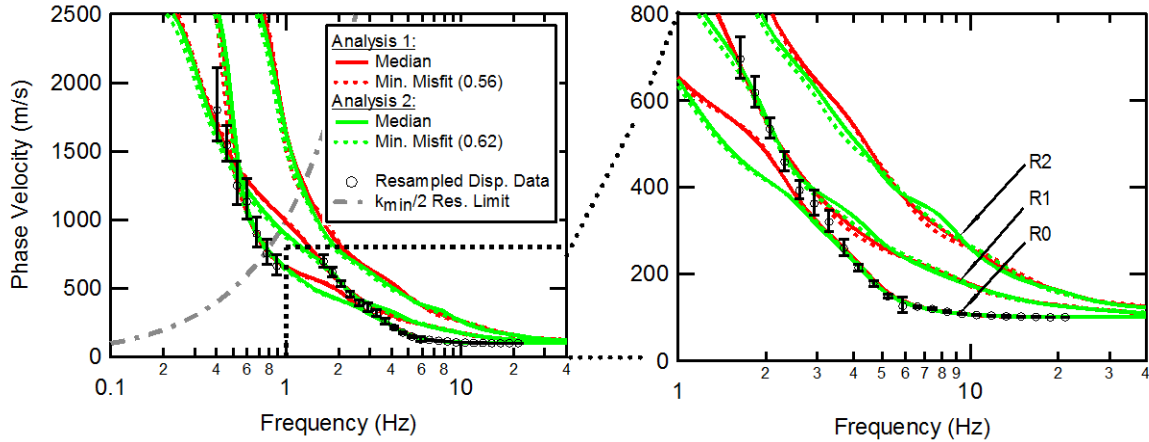 2500
2000
1500
1000
500
0
Phase Velocity (m/s)
0.1
2
4
6
8
1
2
4
6
8
10
2
4
Frequency (Hz)
Analysis 1:
Median
Min. Misfit (0.56)
Analysis 2:
Median
Min. Misfit (0.62)
Resampled Disp. Data
kmin/2 Res. Limit
800
600
400
200
0
R2
R1
R0
1
2
3
4
5
6
7
8
9
10
2
3
4
Frequency (Hz)